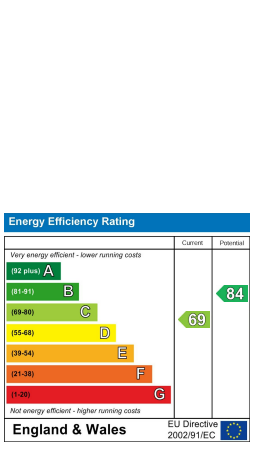 Energy Efficiency Rating
Current Potential
Very energy efficient - lower running costs
(92 plus) A
(81-91) B
84
(69-80) C
69
(55-68) D
(39-54) E
(21-38) F
(1-20) G
Not energy efficient - higher running costs
England & Wales
EU Directive
2002/91/EC